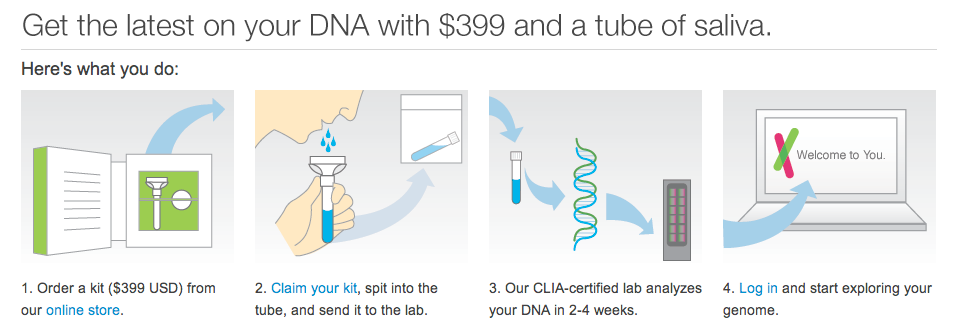 Get the latest on your DNA with $399 and a tube of saliva.
Here's what you do:
Welcome to You.
1. Order a kit ($399 USD) from
our online store.
2. Claim your kit, spit into the
tube, and send it to the lab.
3. Our CLIA-certified lab analyzes
your DNA in 2-4 weeks.
4. Log in and start exploring your
genome.